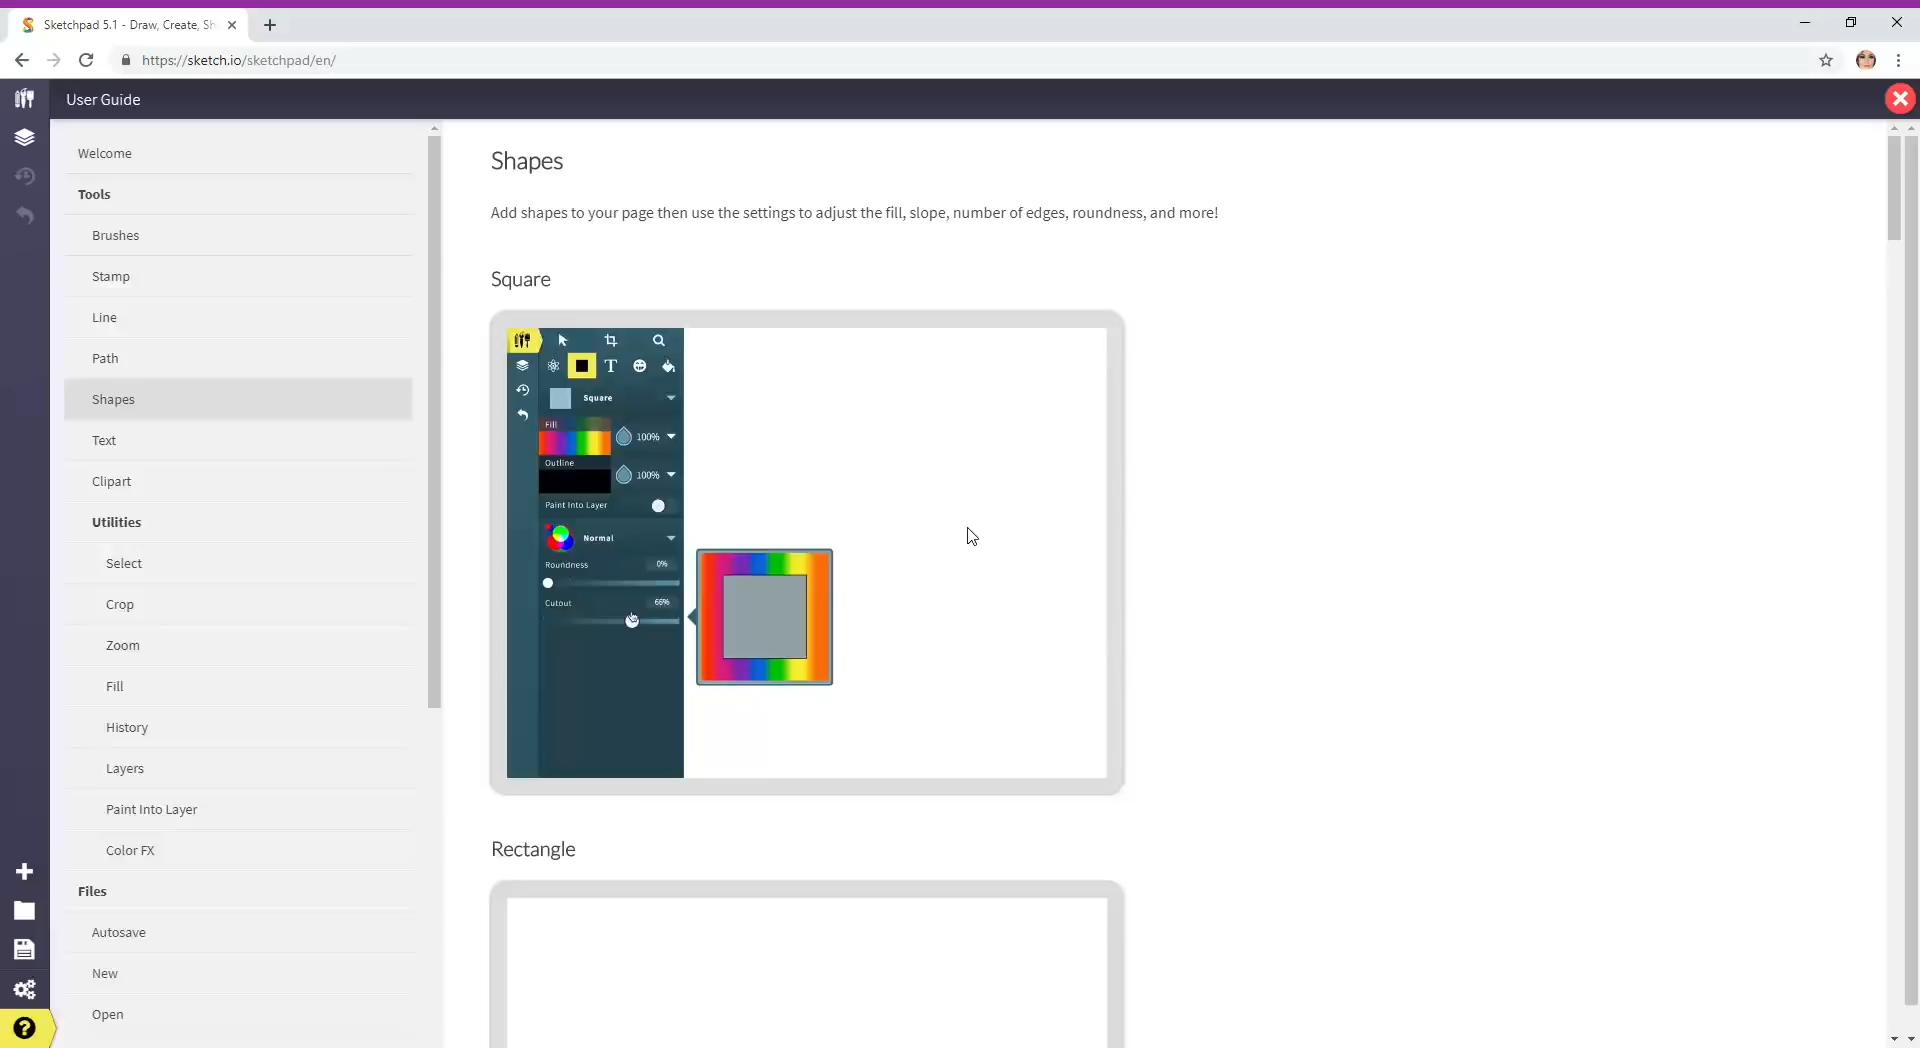 Sketchpad 5.1 - Draw, Create, Sh
https://sketch.io/sketchpad/en/
User Guide
Welcome
Tools
Brushes
Stamp
Line
Path
Shapes
Text
Clipart
Utilities
Select
Crop
Zoom
Fill
History
Layers
Paint Into Layer
Color FX
Files
Autosave
New
Open
Shapes
Add shapes to your page then use the settings to adjust the fill, slope, number of edges, roundness, and more!
Square
T
Square
Fill
100%
Outline
100%
Paint Into Layer
Normal
Roundness 0%
Cutout 66%
Rectangle
?